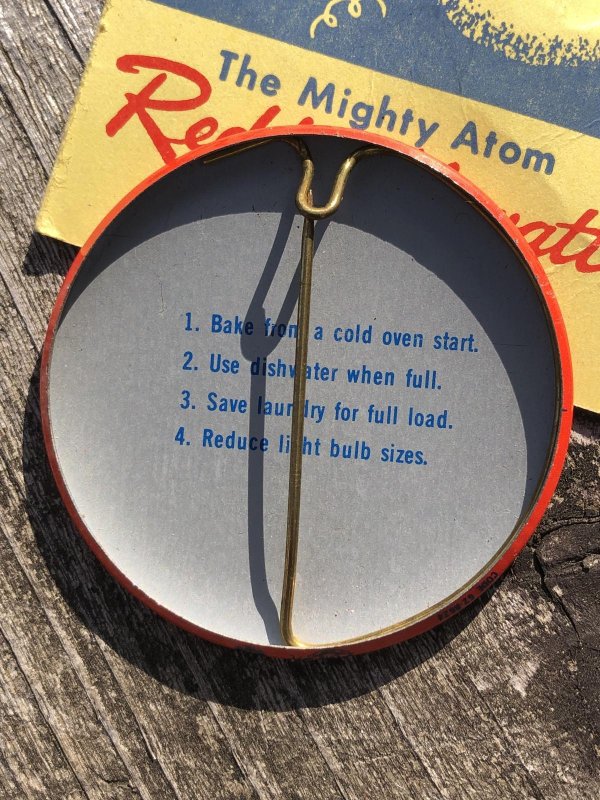 The Mighty Atom
1. Bake from a cold oven start.
2. Use dishwater when full.
3. Save laundry for full load.
4. Reduce light bulb sizes.